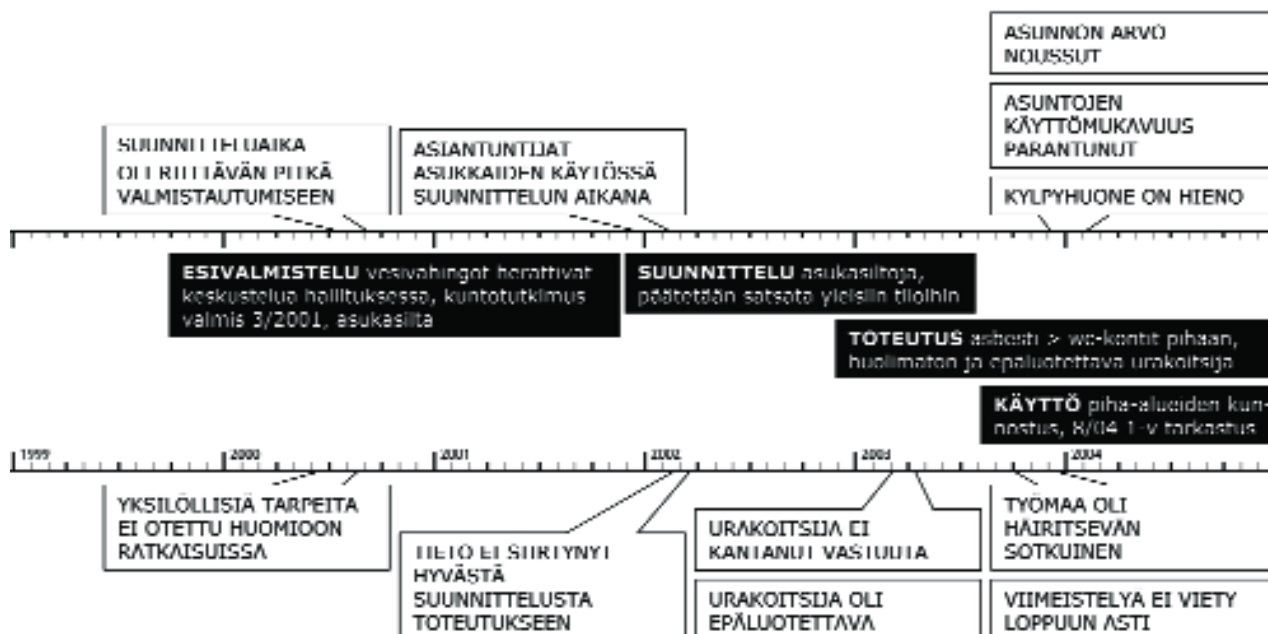 ASUNNON ARVO
NOUSSUT
ASUNTOJEN
KÄYTTÖMUKAVUUS
PARANTUNUT
KYLPYHUONE ON HIENO
SUUNNITTELUAIKA
OLI RIITTÄVÄN PITKÄ
VALMISTAUTUMISEEN
ASIANTUNTIJAT
ASUKKAIDEN KÄYTÖSSÄ
SUUNNITTELUN AIKANA
ESIVALMISTELU vesivahingot herättivät
keskustelua hallituksessa, kuntotutkimus
valmis 3/2001, asukasilta
SUUNNITTELU asukasiltoja,
päätetään satsata yleisiin tiloihin
TOTEUTUS asbesti > wc-kontit pihaan,
huolimaton ja epäluotettava urakoitsija
KÄYTTÖ piha-alueiden kun-
nostus, 8/04 1-v tarkastus
1999 2000 2001 2002 2003 2004
YKSILÖLLISIÄ TARPEITA
EI OTETTU HUOMIOON
RATKAISUISSA
TIETO EI SIIRTYNYT
HYVÄSTÄ
SUUNNITTELUSTA
TOTEUTUKSEEN
URAKOITSIJA EI
KANTANUT VASTUUTA
URAKOITSIJA OLI
EPÄLUOTETTAVA
TYÖMAA OLI
HÄIRITSEVÄN
SOTKUINEN
VIIMEISTELYÄ EI VIETY
LOPPUUN ASTI